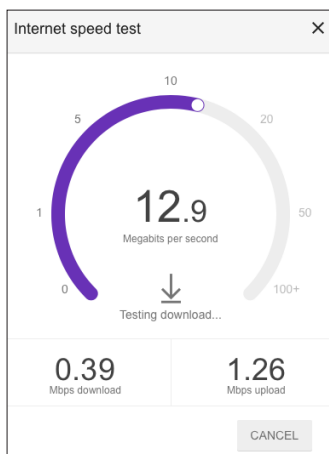 Internet speed test
10
5
20
1
50
12.9
Megabits per second
0
100+
Testing download...
0.39
1.26
Mbps download
Mbps upload
CANCEL